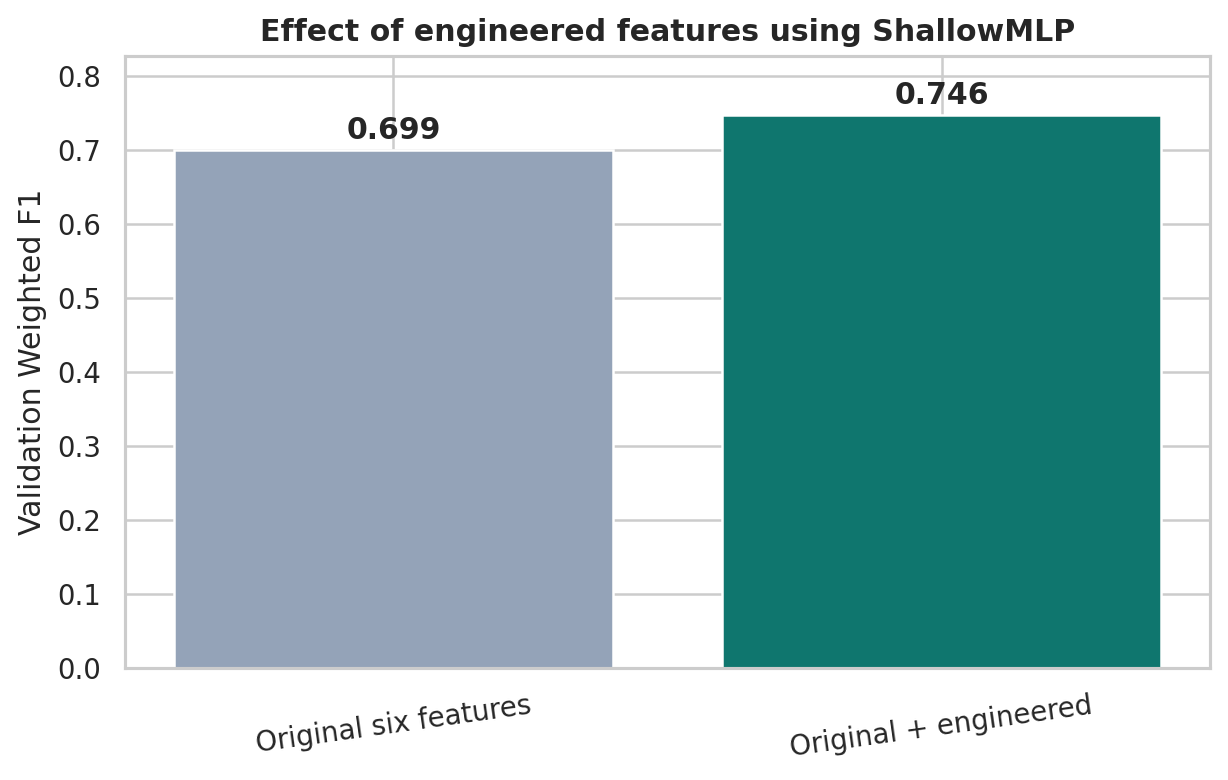 Effect of engineered features using ShallowMLP
0.8
0.7
0.6
0.5
0.4
0.3
0.2
0.1
0.0
Validation Weighted F1
0.699
0.746
Original six features
Original + engineered